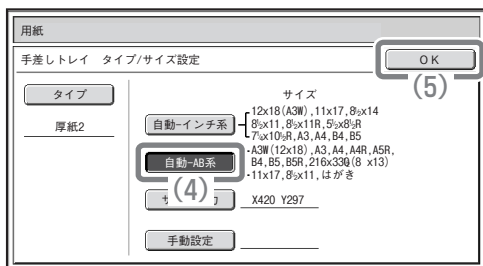 用紙
手差しトレイ タイプ/サイズ設定
OK
(5)
タイプ
厚紙2
サイズ
自動-インチ系
12x18(A3W),11x17,8½x14
8½x11,8½x11R,5½x8½R
7¼x10½R,A3,A4,B4,B5
自動-AB系
・A3W(12x18),A3,A4,A4R,A5R,
B4,B5,B5R,216x330(8 x13)
・11x17,8½x11,はがき
(4)
X420 Y297
手動設定